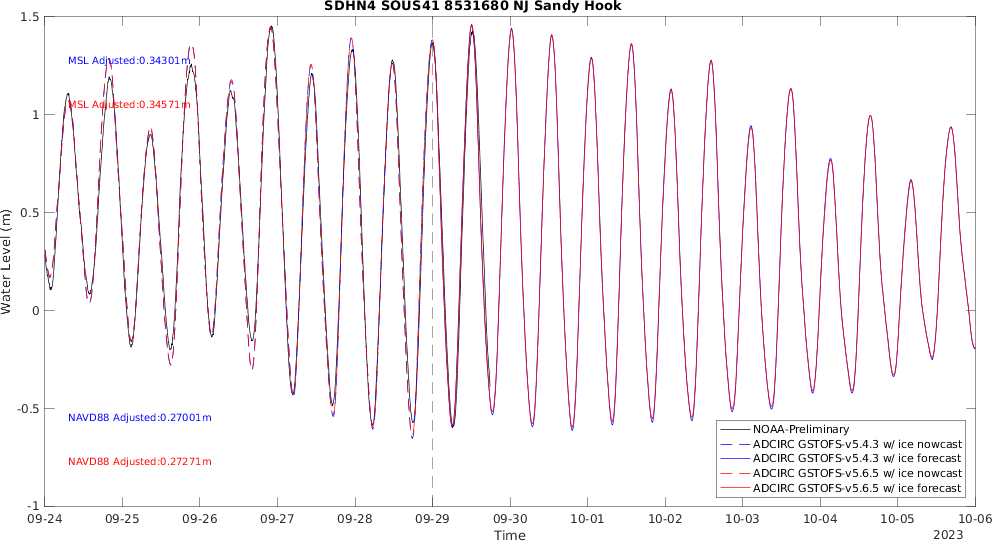 SDHN4 SOUS41 8531680 NJ Sandy Hook
1.5
MSL Adjusted:0.34301m
MSL Adjusted:0.34571m
1
0.5
Water Level (m)
0
-0.5
NAVD88 Adjusted:0.27001m
NAVD88 Adjusted:0.27271m
-1
NOAA-Preliminary
ADCIRC GSTOFS-v5.4.3 w/ ice nowcast
ADCIRC GSTOFS-v5.4.3 w/ ice forecast
ADCIRC GSTOFS-v5.6.5 w/ ice nowcast
ADCIRC GSTOFS-v5.6.5 w/ ice forecast
09-24 09-25 09-26 09-27 09-28 09-29 09-30 10-01 10-02 10-03 10-04 10-05 10-06
Time
2023